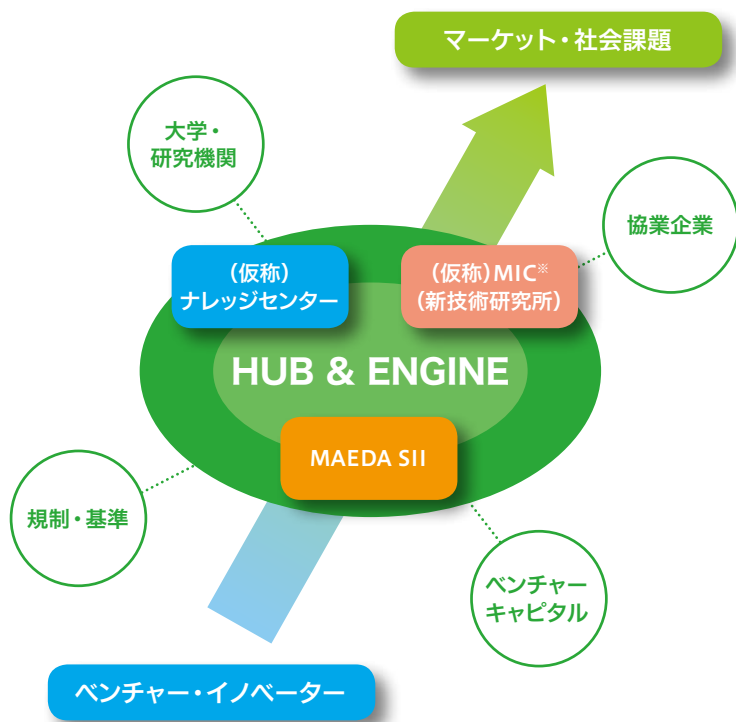 マーケット・社会課題
大学・
研究機関
協業企業
（仮称）
ナレッジセンター
（仮称）MIC※
（新技術研究所）
HUB & ENGINE
MAEDA SII
規制・基準
ベンチャー
キャピタル
ベンチャー・イノベーター